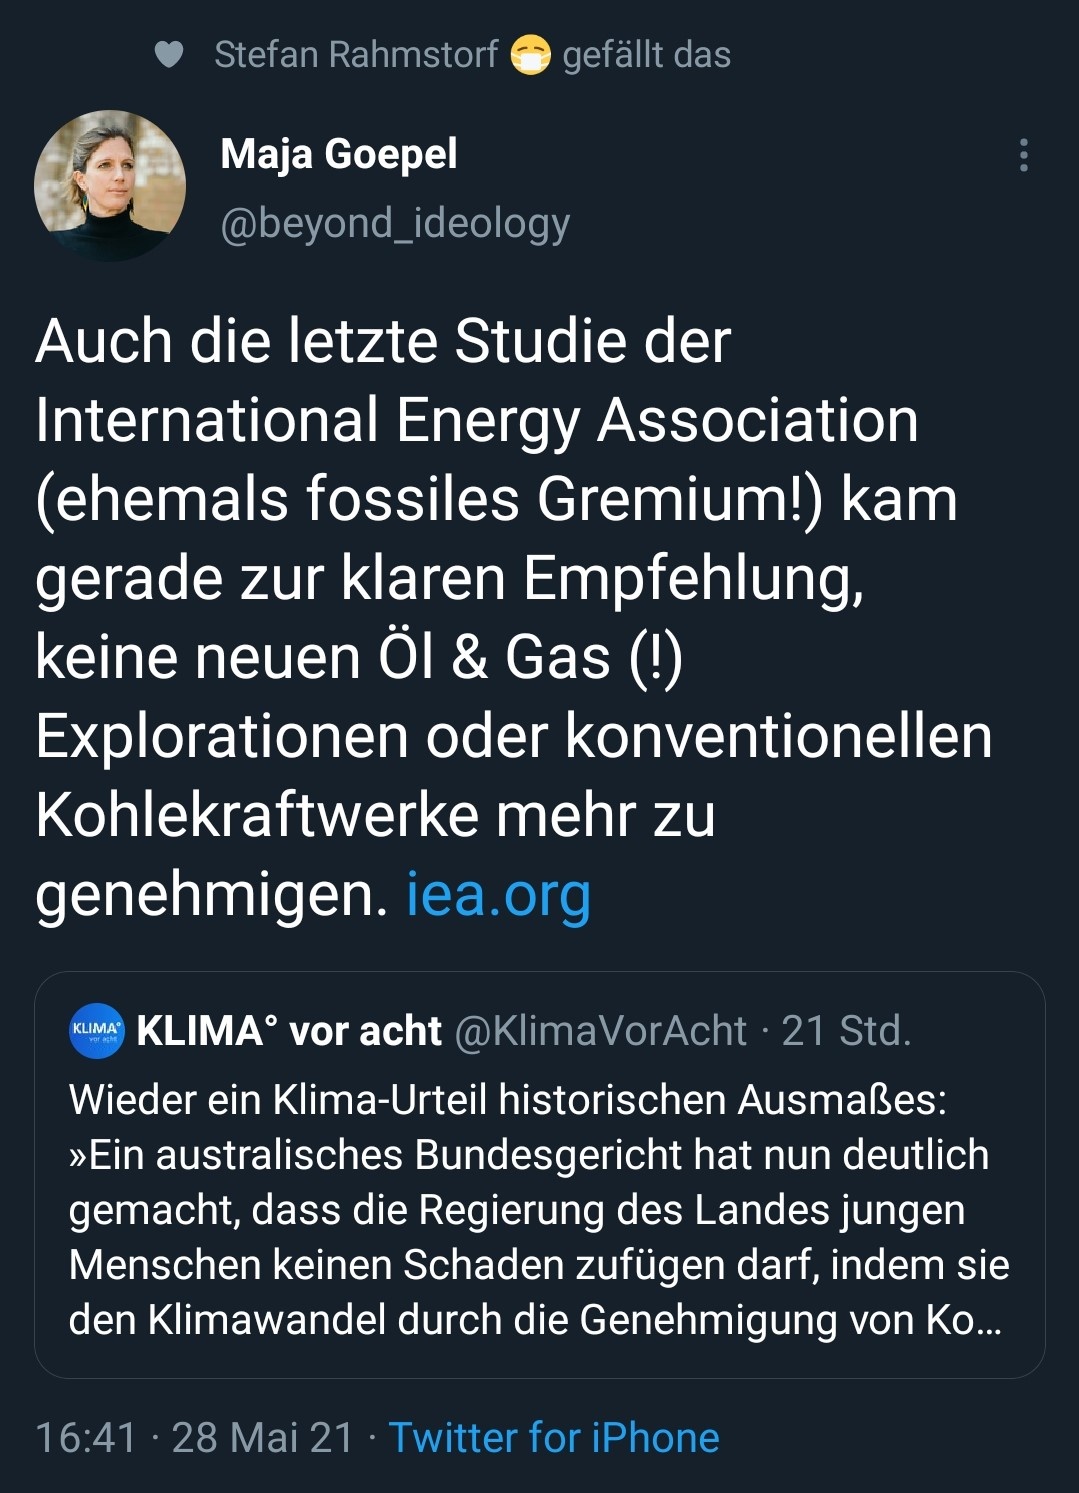 Stefan Rahmstorf 😷 gefällt das
Maja Goepel
@beyond_ideology
Auch die letzte Studie der
International Energy Association
(ehemals fossiles Gremium!) kam
gerade zur klaren Empfehlung,
keine neuen Öl & Gas (!)
Explorationen oder konventionellen
Kohlekraftwerke mehr zu
genehmigen. iea.org
KLIMA°
vor acht
KLIMA° vor acht @KlimaVorAcht · 21 Std.
Wieder ein Klima-Urteil historischen Ausmaßes:
»Ein australisches Bundesgericht hat nun deutlich
gemacht, dass die Regierung des Landes jungen
Menschen keinen Schaden zufügen darf, indem sie
den Klimawandel durch die Genehmigung von Ko...
16:41 · 28 Mai 21 · Twitter for iPhone